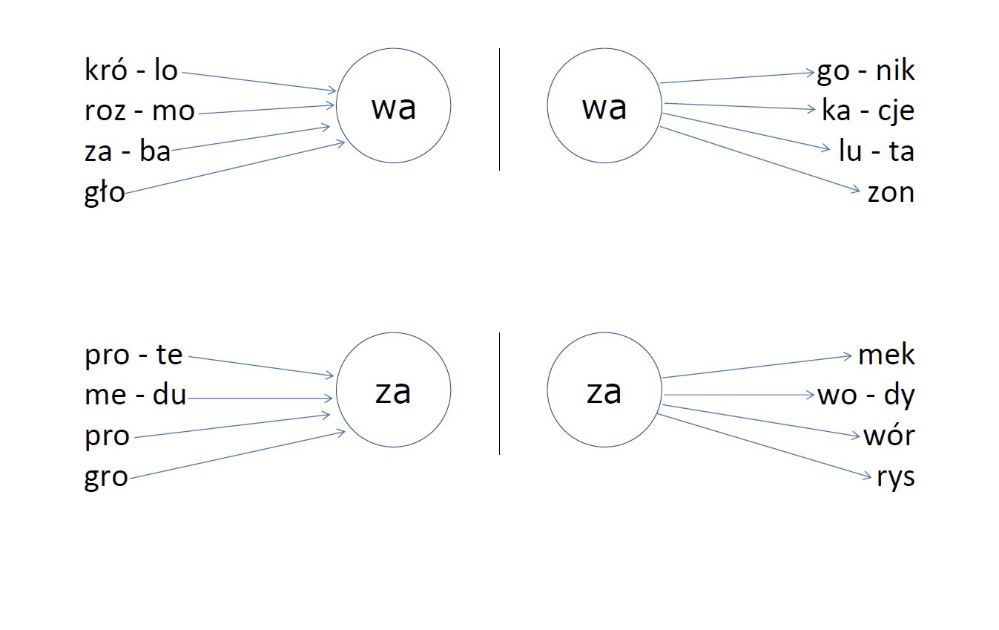 kró - lo
roz - mo
za - ba
gło
wa
wa
go - nik
ka - cje
lu - ta
zon
pro - te
me - du
pro
gro
za
za
mek
wo - dy
wór
rys